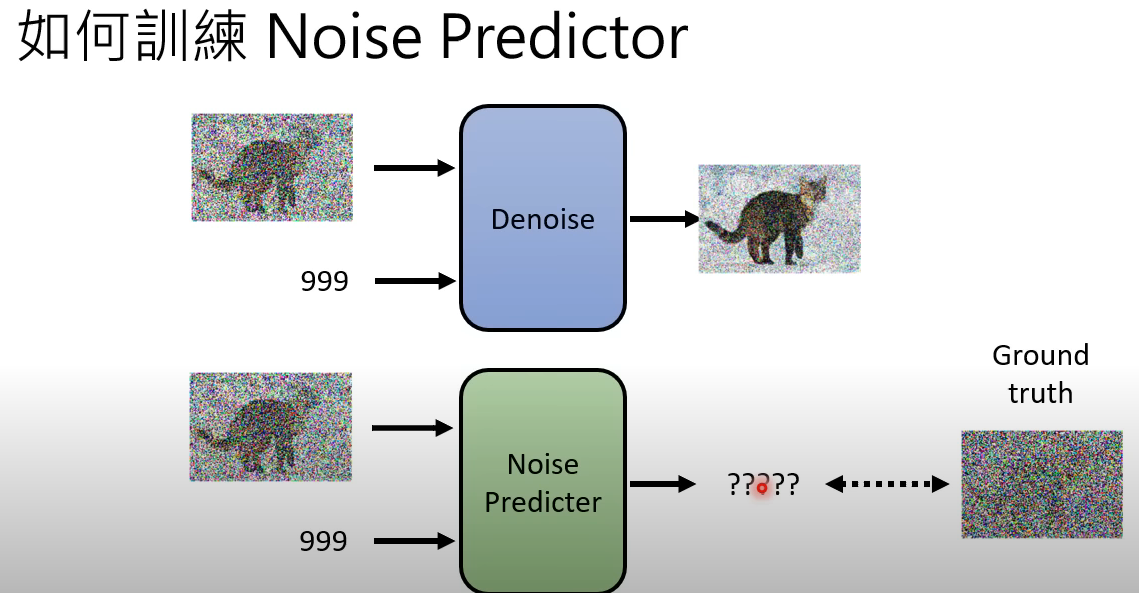 如何訓練 Noise Predictor
Denoise
999
Ground
truth
Noise
Predicter
?????
999